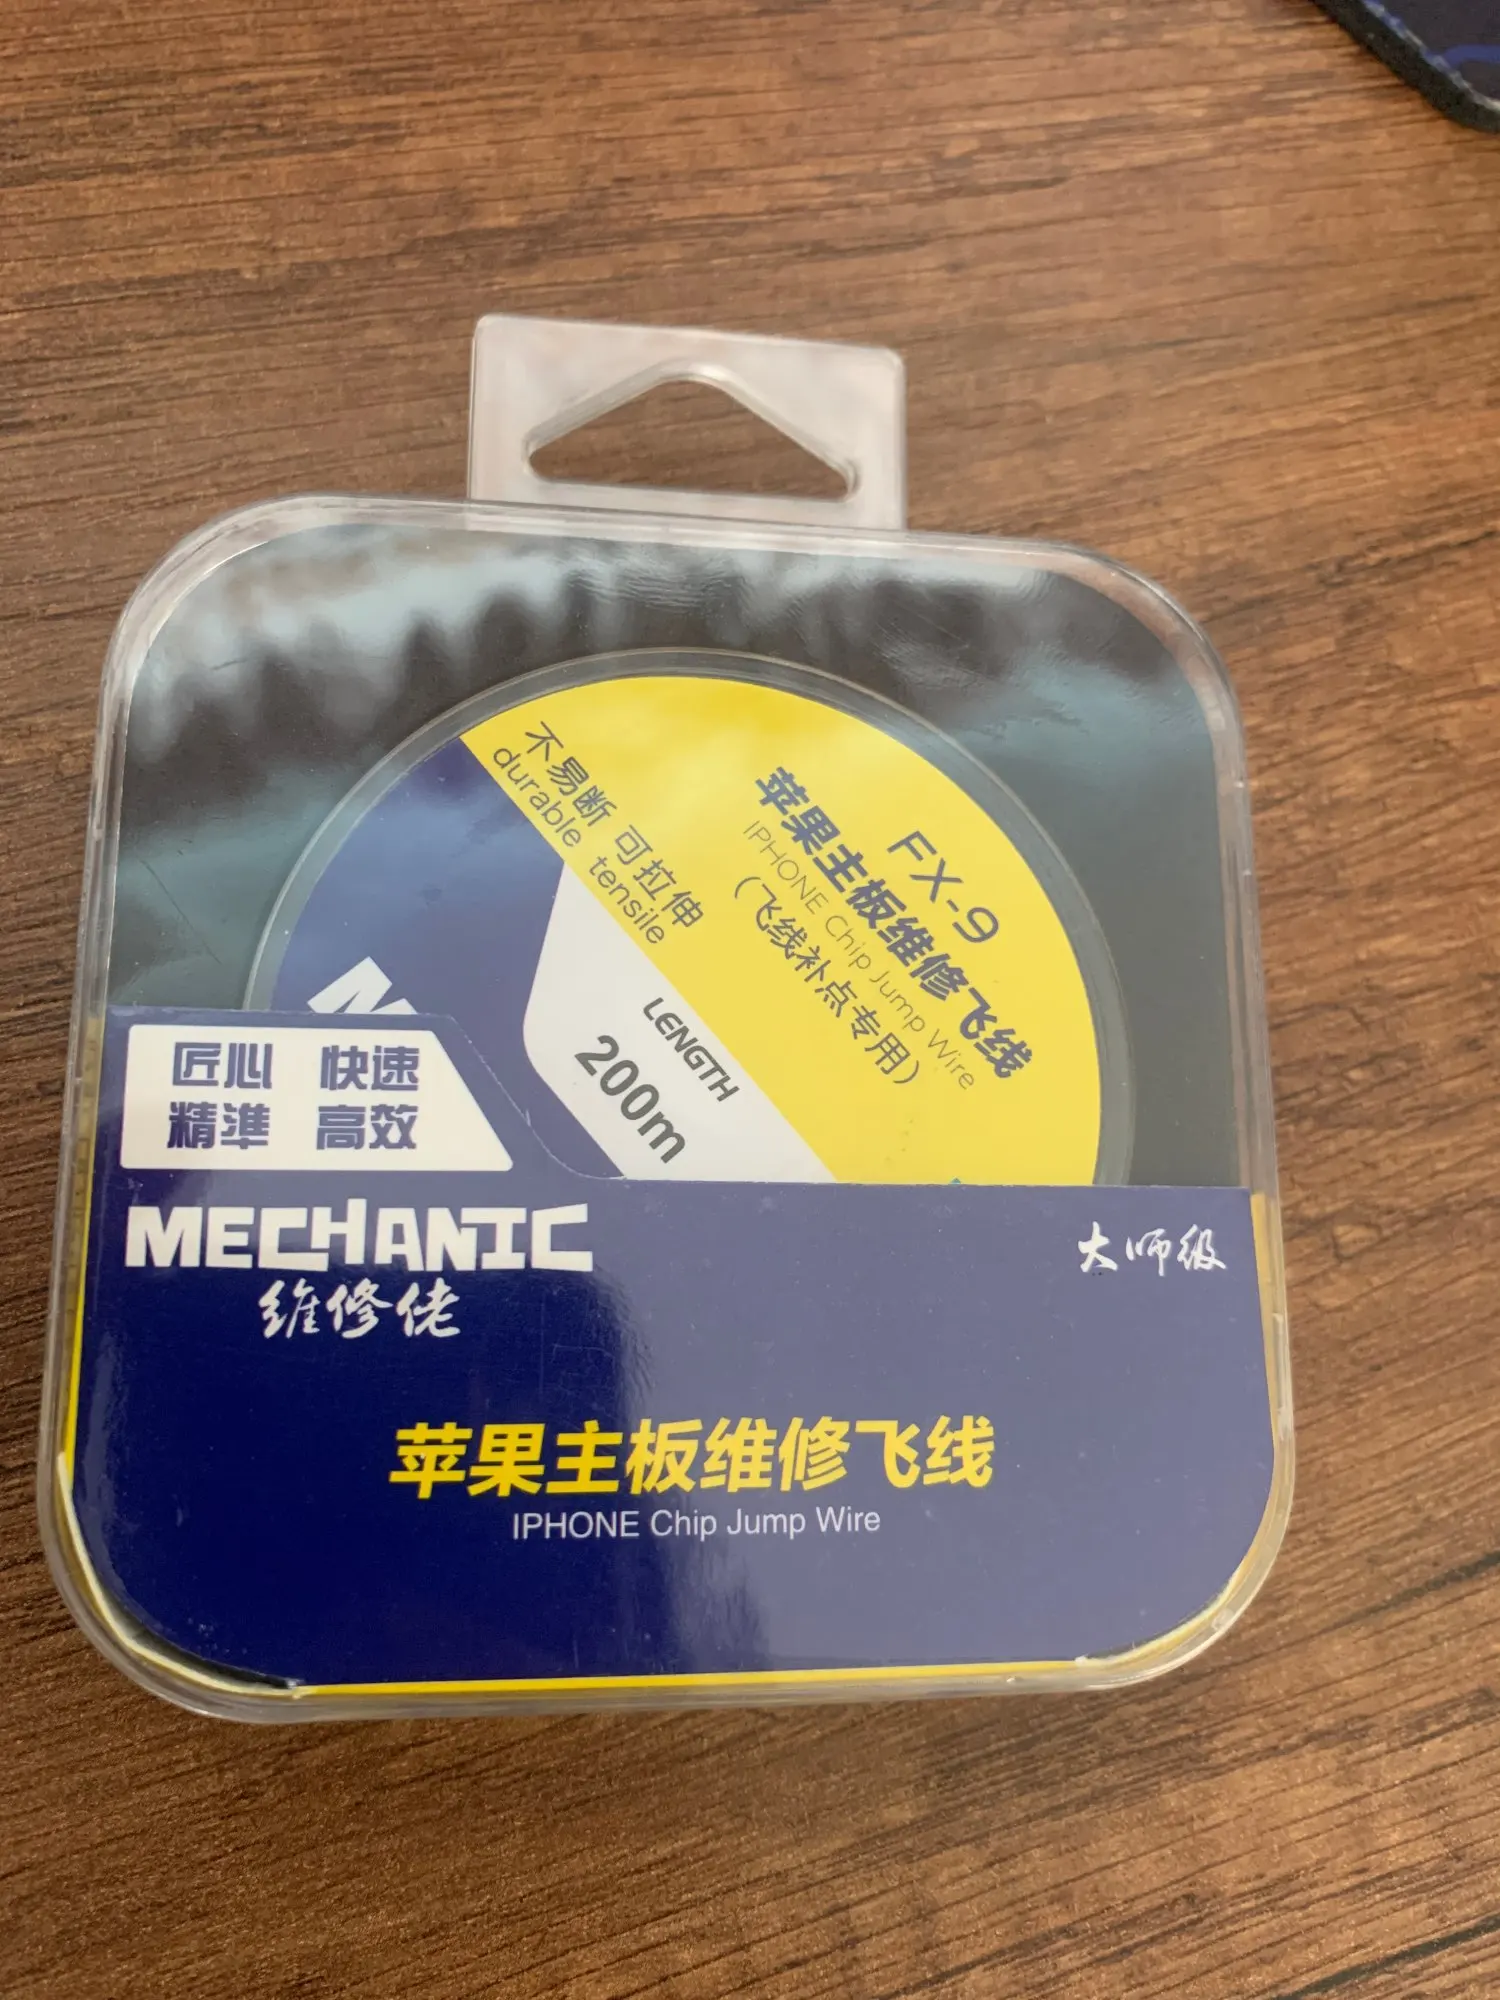 FX-9
苹果主板维修飞线
IPHONE Chip Jump Wire
（飞线补点专用）
不易断 可拉伸
durable tensile
LENGTH
200m
匠心 快速
精準 高效
MECHANIC
维修佬
大师级
苹果主板维修飞线
IPHONE Chip Jump Wire